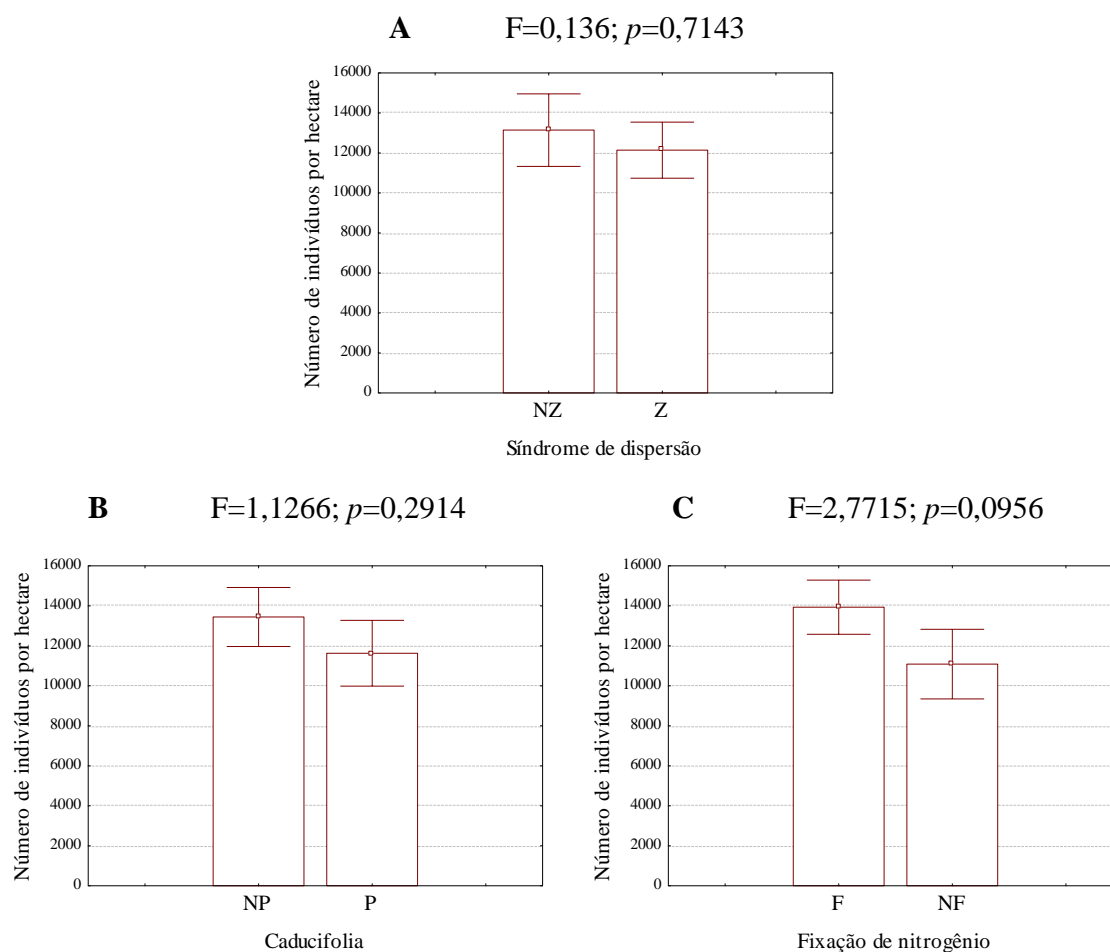 A F=0,136; p=0,7143
Número de indivíduos por hectare
16000
14000
12000
10000
8000
6000
4000
2000
0
NZ Z
Síndrome de dispersão
B F=1,1266; p=0,2914
Número de indivíduos por hectare
16000
14000
12000
10000
8000
6000
4000
2000
0
NP P
Caducifolia
C F=2,7715; p=0,0956
Número de indivíduos por hectare
16000
14000
12000
10000
8000
6000
4000
2000
0
F NF
Fixação de nitrogênio